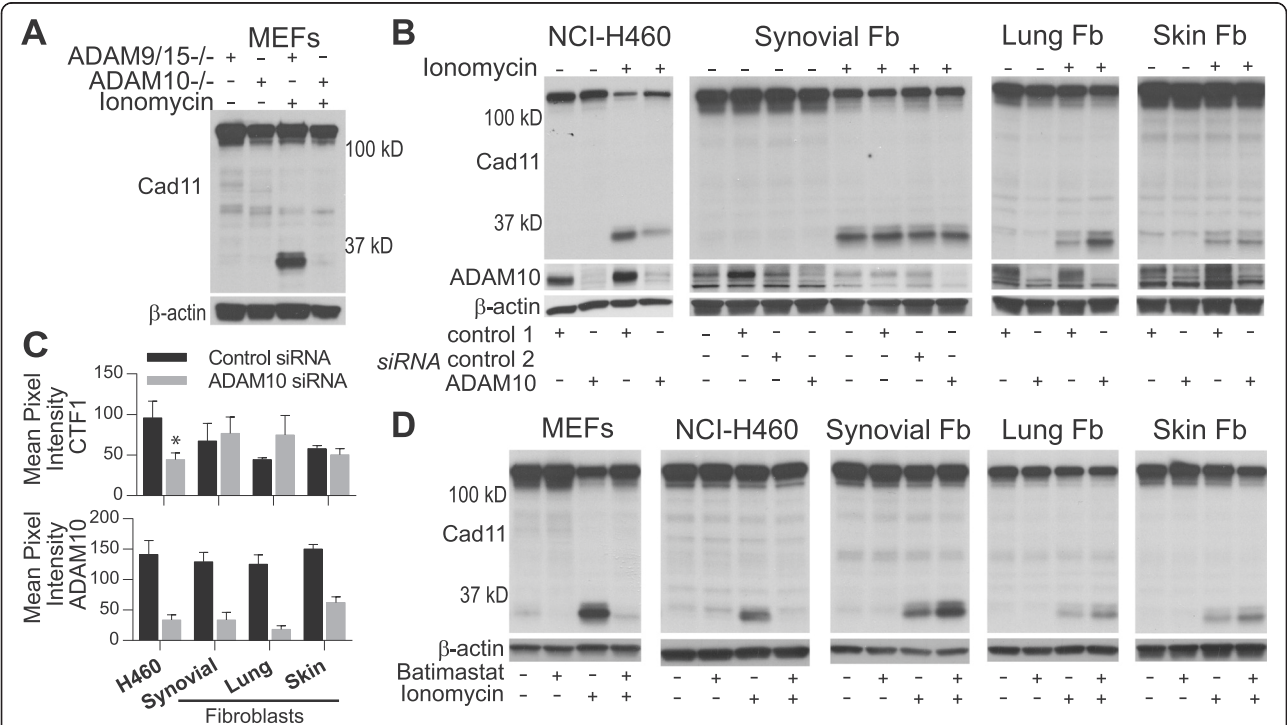 A
MEFs
ADAM9/15-/- + - + -
ADAM10-/- - + - +
Ionomycin - - + +
100 kD
Cad11
37 kD
β-actin
B
NCI-H460 Synovial Fb Lung Fb Skin Fb
Ionomycin - - + + - - - - + + + + - - + + - - + +
100 kD
Cad11
37 kD
ADAM10
β-actin
control 1 + - + - - + - - - + - - + - + - + - + -
siRNA control 2 - - - - - - + - - - + - - - - - - - - -
ADAM10 - + - + - - - + - - - + - + - + - + - +
C
Control siRNA
ADAM10 siRNA
Mean Pixel
Intensity
CTF1
150
100
50
0
*
Mean Pixel
Intensity
ADAM10
200
150
100
50
0
H460 Synovial Lung Skin
Fibroblasts
D
MEFs NCI-H460 Synovial Fb Lung Fb Skin Fb
100 kD
Cad11
37 kD
β-actin
Batimastat - + - + - + - + - + - + - + - + - + - +
Ionomycin - - + + - - + + - - + + - - + + - - + +